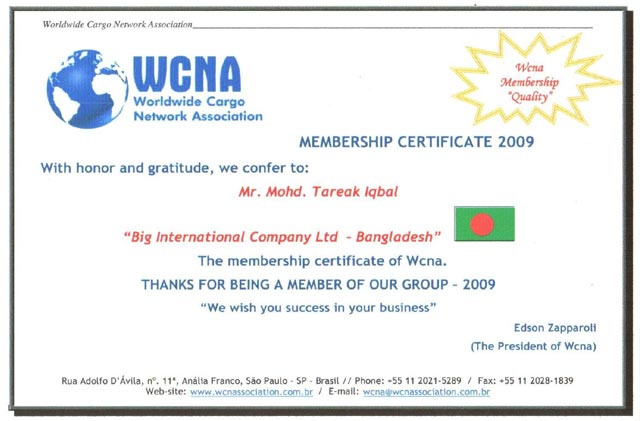 Worldwide Cargo Network Association
WCNA
Worldwide Cargo
Network Association
Wcna
Membership
"Quality"
MEMBERSHIP CERTIFICATE 2009
With honor and gratitude, we confer to:
Mr. Mohd. Tareak Iqbal
"Big International Company Ltd - Bangladesh"
The membership certificate of Wcna.
THANKS FOR BEING A MEMBER OF OUR GROUP - 2009
"We wish you success in your business"
Edson Zapparoli
(The President of Wcna)
Rua Adolfo D'Ávila, nº. 11ª, Anália Franco, São Paulo - SP - Brasil // Phone: +55 11 2021-5289 / Fax: +55 11 2028-1839
Web-site: www.wcnassociation.com.br / E-mail: wcna@wcnassociation.com.br